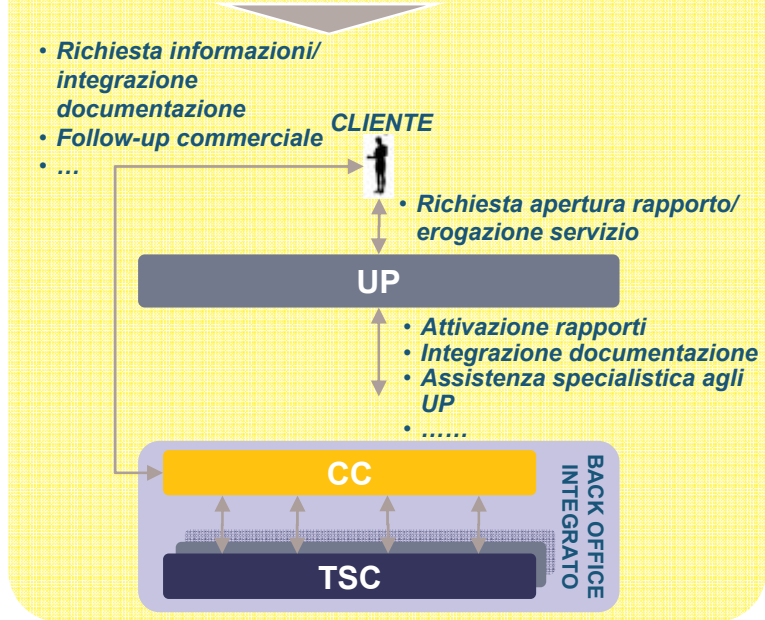 • Richiesta informazioni/
integrazione
documentazione
• Follow-up commerciale
• …
CLIENTE
• Richiesta apertura rapporto/
erogazione servizio
UP
• Attivazione rapporti
• Integrazione documentazione
• Assistenza specialistica agli
UP
• ……
CC
BACK OFFICE
INTEGRATO
TSC